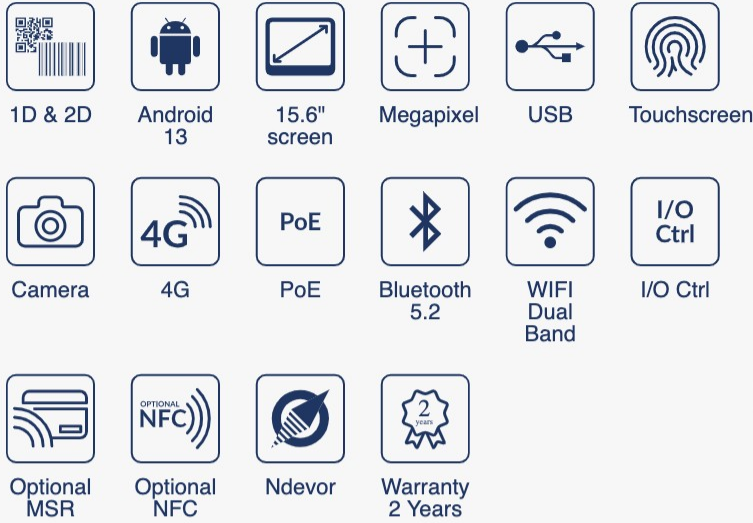 1D & 2D
Android
13
15.6"
screen
Megapixel
USB
Touchscreen
4G
PoE
I/O
Ctrl
Camera
4G
PoE
Bluetooth
5.2
WIFI
Dual
Band
I/O Ctrl
OPTIONAL
NFC
2
years
Optional
MSR
Optional
NFC
Ndevor
Warranty
2 Years